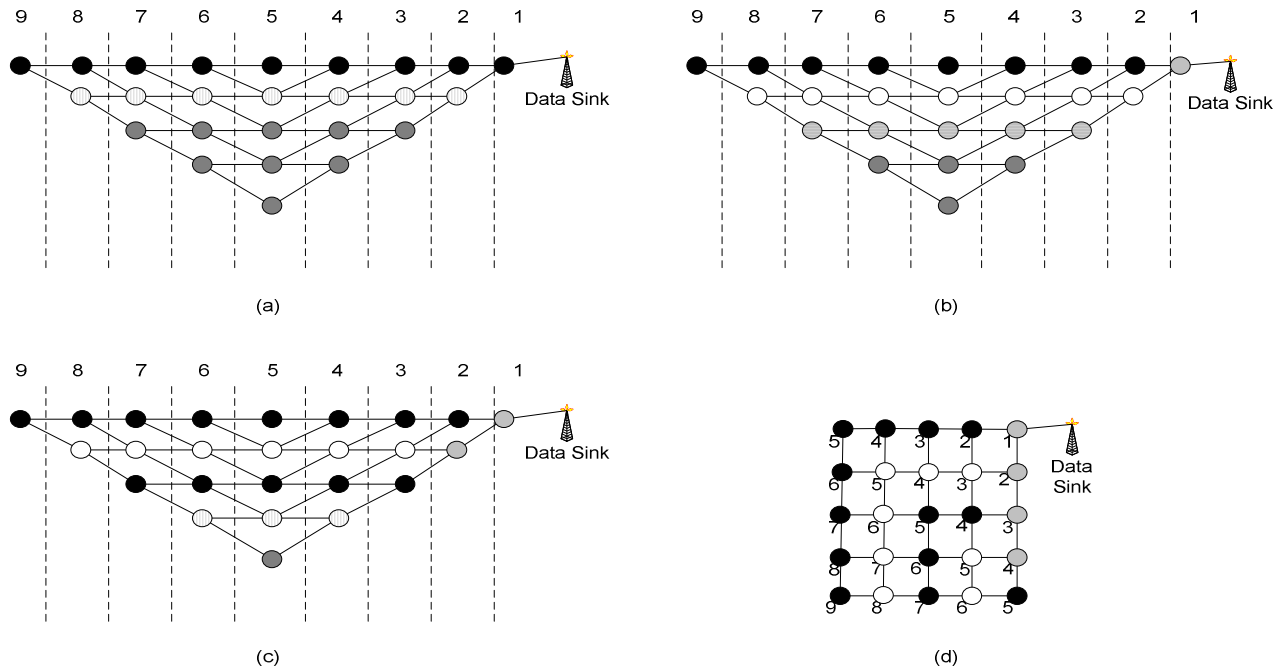 9 8 7 6 5 4 3 2 1
Data Sink
(a)
9 8 7 6 5 4 3 2 1
Data Sink
(b)
9 8 7 6 5 4 3 2 1
Data Sink
(c)
5 4 3 2 1
Data
Sink
6 5 4 3 2
7 6 5 4 3
8 7 6 5 4
9 8 7 6 5
(d)